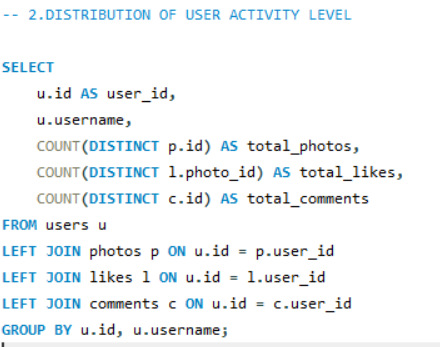 -- 2.DISTRIBUTION OF USER ACTIVITY LEVEL
SELECT
u.id AS user_id,
u.username,
COUNT(DISTINCT p.id) AS total_photos,
COUNT(DISTINCT l.photo_id) AS total_likes,
COUNT(DISTINCT c.id) AS total_comments
FROM users u
LEFT JOIN photos p ON u.id = p.user_id
LEFT JOIN likes l ON u.id = l.user_id
LEFT JOIN comments c ON u.id = c.user_id
GROUP BY u.id, u.username;